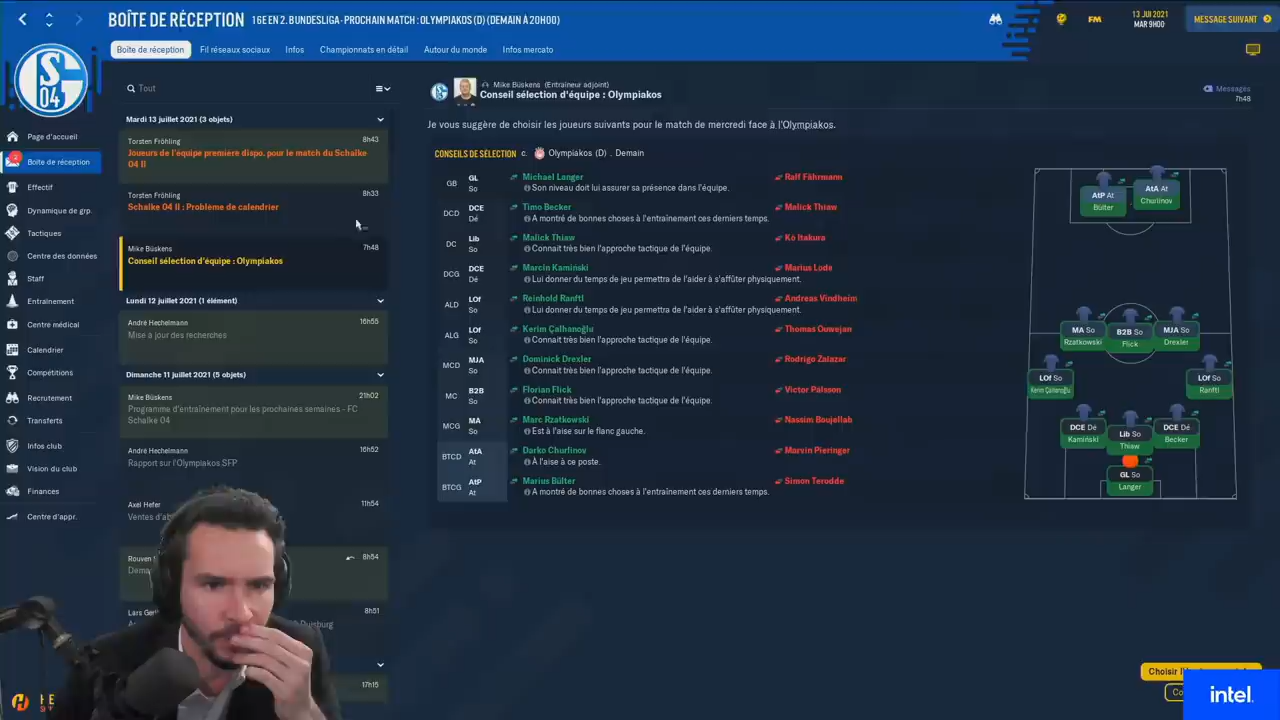 BOÎTE DE RÉCEPTION
16E EN 2. BUNDESLIGA - PROCHAIN MATCH : OLYMPIAKOS (D) (DEMAIN À 20H00)
FM
13 JUI 2021
MAR 9H00
MESSAGE SUIVANT
Boîte de réception
Fil réseaux sociaux
Infos
Championnats en détail
Autour du monde
Infos mercato
S
04
Page d'accueil
2
Boîte de réception
Effectif
Dynamique de grp.
Tactiques
Centre des données
Staff
Entraînement
Centre médical
Calendrier
Compétitions
Recrutement
Transferts
Infos club
Vision du club
Finances
Centre d'appr.
Tout
Mardi 13 juillet 2021 (3 objets)
Torsten Fröhling
8h43
Joueurs de l'équipe première dispo. pour le match du Schalke
04 II
Torsten Fröhling
8h33
Schalke 04 II : Problème de calendrier
Mike Büskens
7h48
Conseil sélection d'équipe : Olympiakos
Lundi 12 juillet 2021 (1 élément)
André Hechelmann
16h55
Mise à jour des recherches
Dimanche 11 juillet 2021 (5 objets)
Mike Büskens
21h02
Programme d'entraînement pour les prochaines semaines - FC
Schalke 04
André Hechelmann
16h52
Rapport sur l'Olympiakos SFP
Axel Hefer
11h54
Rouven
8h54
8h51
Duisburg
17h15
Mike Büskens (Entraîneur adjoint)
Conseil sélection d'équipe : Olympiakos
Messages
7h48
Je vous suggère de choisir les joueurs suivants pour le match de mercredi face à l'Olympiakos.
CONSEILS DE SÉLECTION c. Olympiakos (D) . Demain
GB GL So Michael Langer Ralf Fährmann
Son niveau doit lui assurer sa présence dans l'équipe.
DCD DCE Dé Timo Becker Malick Thiaw
A montré de bonnes choses à l'entraînement ces derniers temps.
DC Lib So Malick Thiaw Kö Itakura
Connait très bien l'approche tactique de l'équipe.
DCG DCE Dé Marcin Kamiński Marius Lode
Lui donner du temps de jeu permettra de l'aider à s'affûter physiquement.
ALD LOf So Reinhold Ranftl Andreas Vindheim
Lui donner du temps de jeu permettra de l'aider à s'affûter physiquement.
ALG LOf So Kerim Çalhanoğlu Thomas Ouwejan
Connait très bien l'approche tactique de l'équipe.
MCD MJA So Dominick Drexler Rodrigo Zalazar
Connait très bien l'approche tactique de l'équipe.
MC B2B So Florian Flick Victor Pálsson
Connait très bien l'approche tactique de l'équipe.
MCG MA So Marc Rzatkowski Nassim Boujellab
Est à l'aise sur le flanc gauche.
BTCD AtA At Darko Churlinov Marvin Pieringer
À l'aise à ce poste.
BTCG AtP At Marius Bülter Simon Terodde
A montré de bonnes choses à l'entraînement ces derniers temps.
AtP At
Bülter
AtA At
Churlinov
MA So
Rzatkowski
B2B So
Flick
MJA So
Drexler
LOf So
Kerim Çalhanoğlu
LOf So
Ranftl
DCE Dé
Kamiński
Lib So
Thiaw
DCE Dé
Becker
GL So
Langer
Choisir
intel.